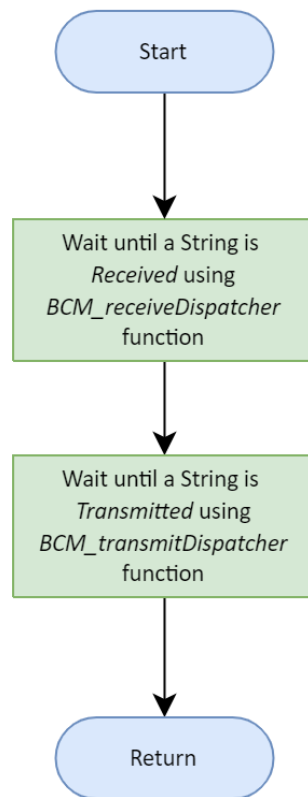 Start
Wait until a String is
Received using
BCM_receiveDispatcher
function
Wait until a String is
Transmitted using
BCM_transmitDispatcher
function
Return